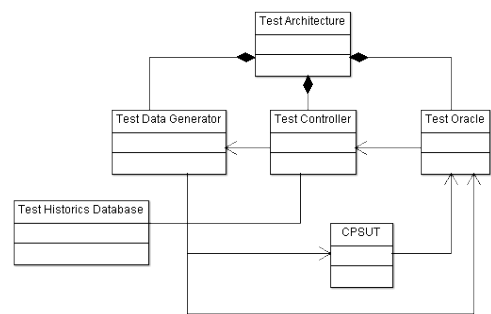 Test Architecture
Test Data Generator
Test Controller
Test Oracle
Test Historics Database
CPSUT